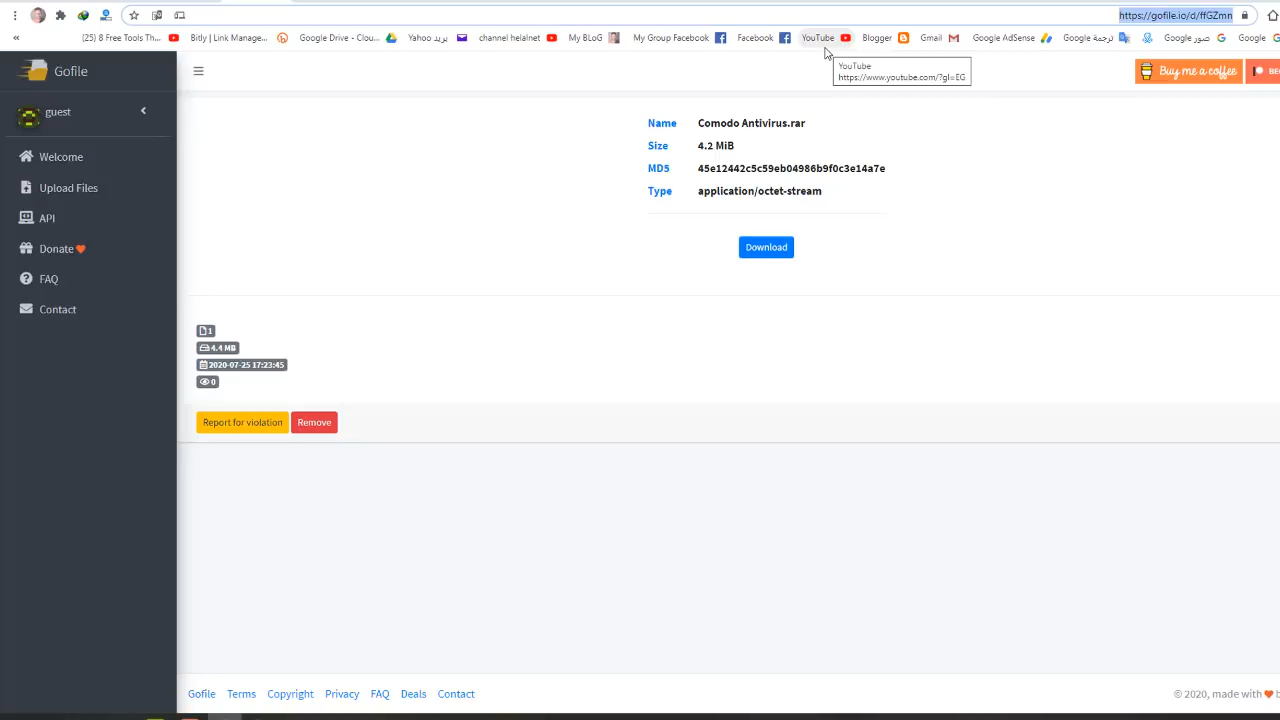 https://gofile.io/d/ffGZmn
(25) 8 Free Tools Th...
Bitly | Link Manage...
Google Drive - Clou...
بريد Yahoo
channel helalnet
My BLoG
My Group Facebook
Facebook
YouTube
Blogger
Gmail
Google AdSense
ترجمة Google
صور Google
Google
YouTube
https://www.youtube.com/?gl=EG
Gofile
Buy me a coffee
guest
Welcome
Upload Files
API
Donate
FAQ
Contact
Name Comodo Antivirus.rar
Size 4.2 MiB
MD5 45e12442c5c59eb04986b9f0c3e14a7e
Type application/octet-stream
Download
1
4.4 MB
2020-07-25 17:23:45
0
Report for violation Remove
Gofile Terms Copyright Privacy FAQ Deals Contact
© 2020, made with